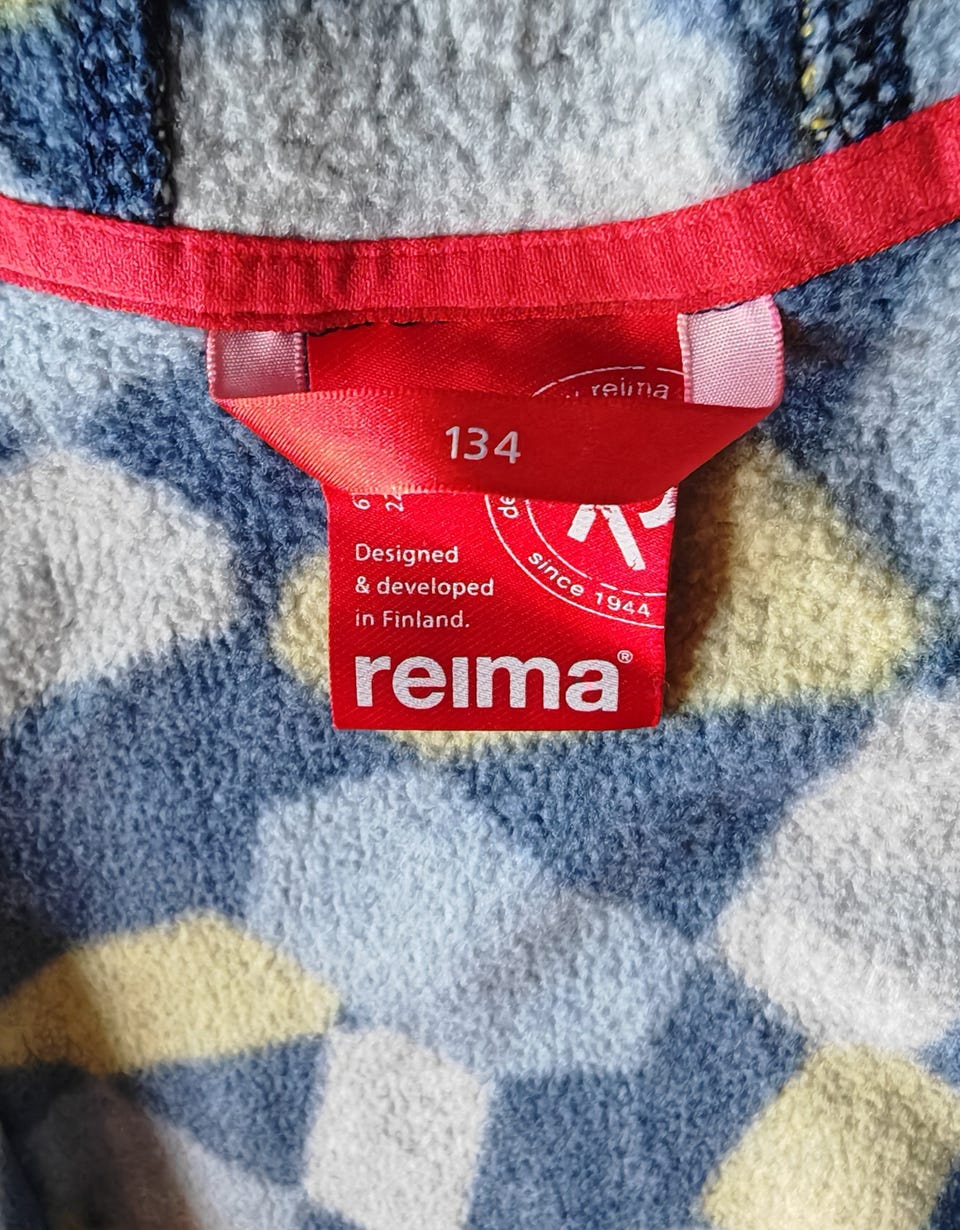 reima
134
Designed
& developed
in Finland.
since 1944
reima®